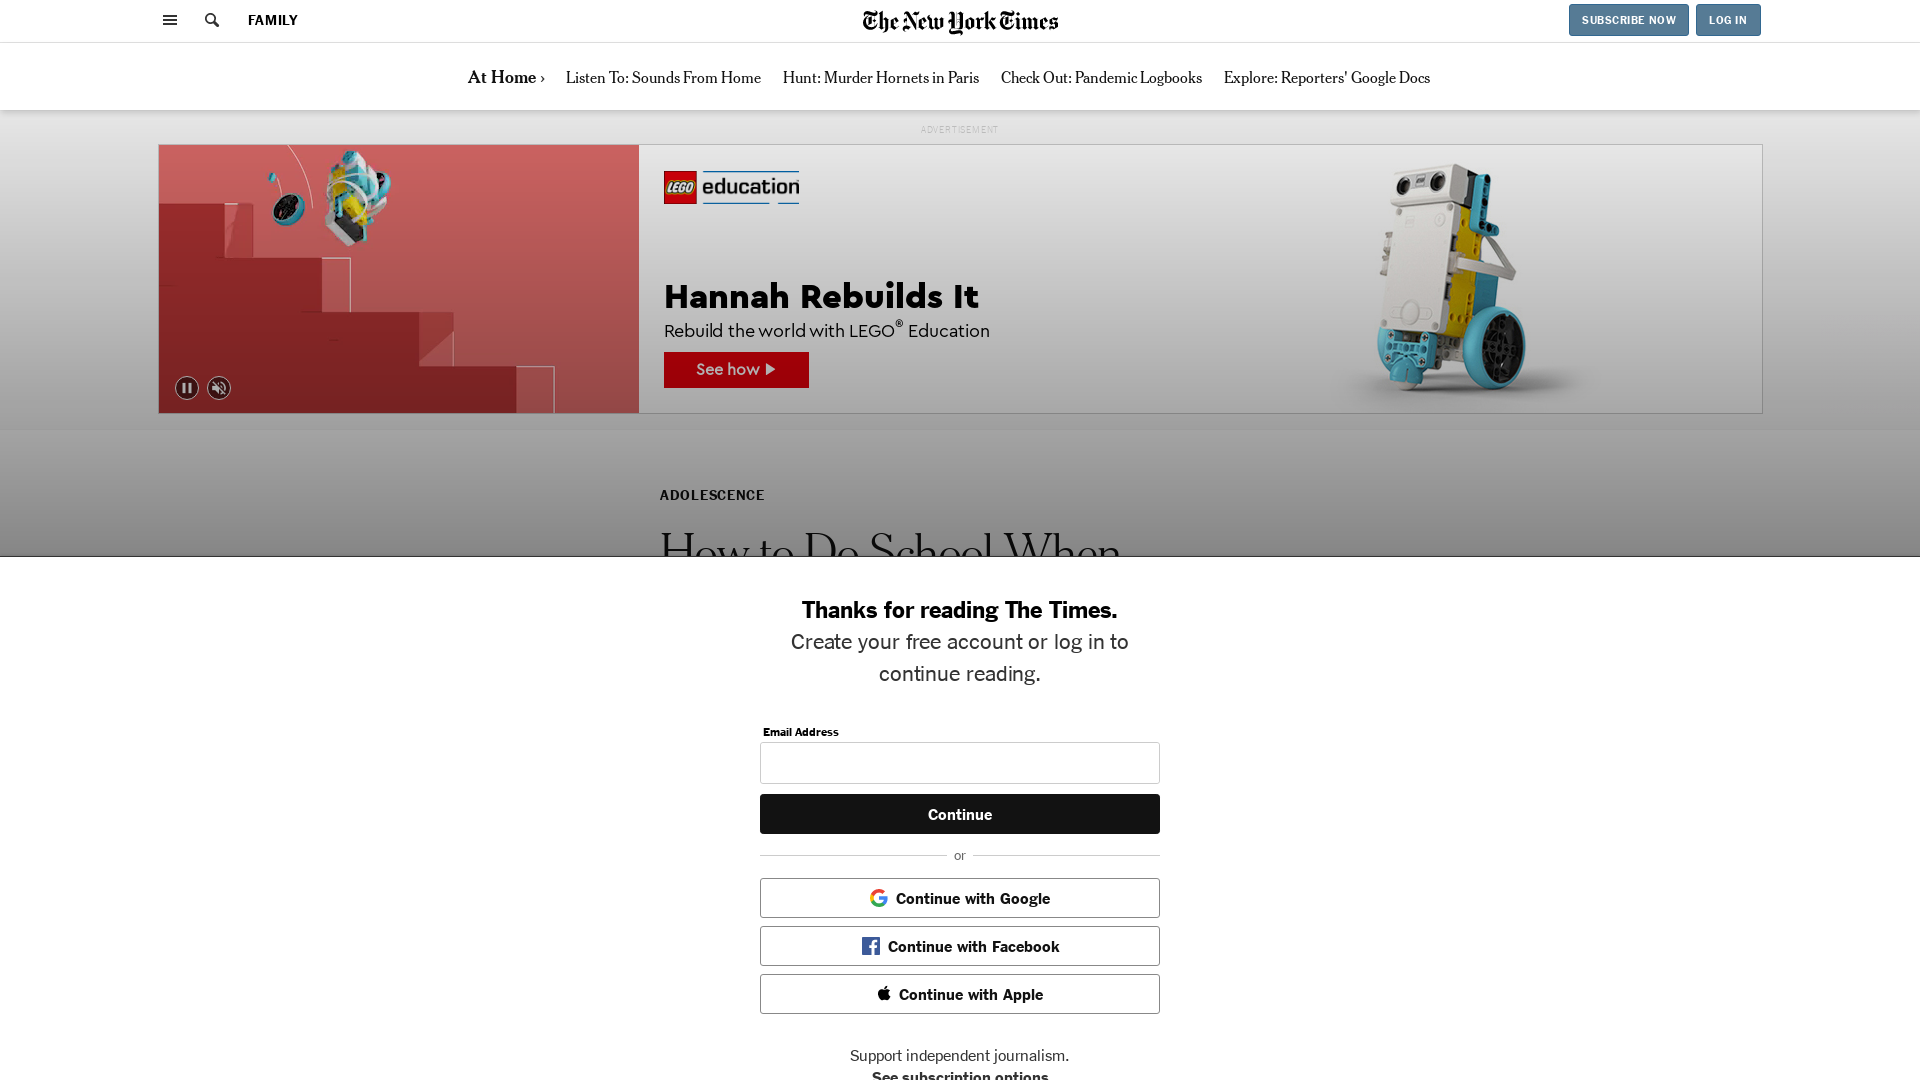 FAMILY
The New York Times
SUBSCRIBE NOW
LOG IN
At Home ›
Listen To: Sounds From Home
Hunt: Murder Hornets in Paris
Check Out: Pandemic Logbooks
Explore: Reporters' Google Docs
ADVERTISEMENT
LEGO education
Hannah Rebuilds It
Rebuild the world with LEGO® Education
See how
ADOLESCENCE
How to Do School When
Thanks for reading The Times.
Create your free account or log in to
continue reading.
Email Address
Continue
or
Continue with Google
Continue with Facebook
Continue with Apple
Support independent journalism.
See subscription options